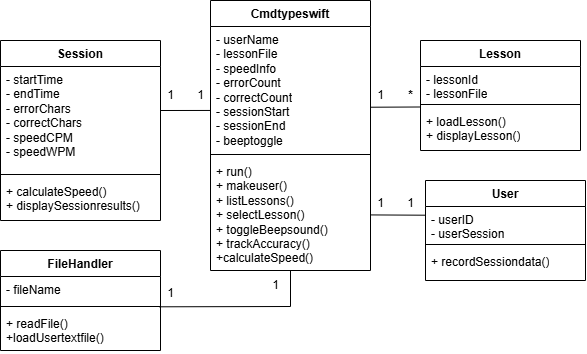 Cmdtypeswift
- userName
- lessonFile
- speedInfo
- errorCount
- correctCount
- sessionStart
- sessionEnd
- beeptoggle
+ run()
+ makeuser()
+ listLessons()
+ selectLesson()
+ toggleBeepsound()
+ trackAccuracy()
+calculateSpeed()
Session
- startTime
- endTime
- errorChars
- correctChars
- speedCPM
- speedWPM
+ calculateSpeed()
+ displaySessionresults()
1
1
Lesson
- lessonId
- lessonFile
+ loadLesson()
+ displayLesson()
1
*
User
- userID
- userSession
+ recordSessiondata()
1
1
FileHandler
- fileName
+ readFile()
+loadUsertextfile()
1
1